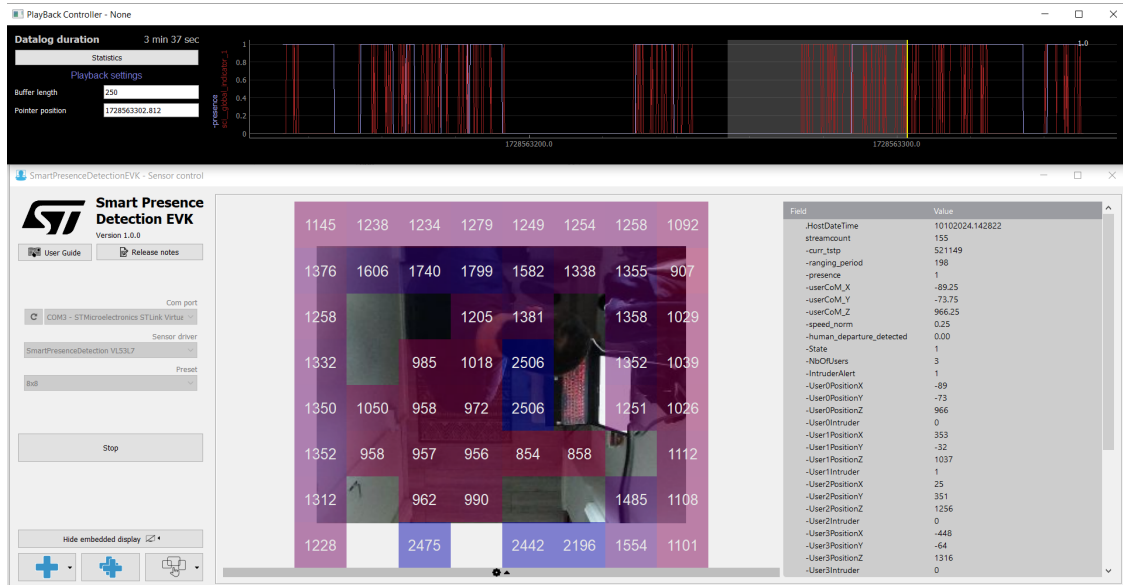 PlayBack Controller - None
Datalog duration 3 min 37 sec
Statistics
Playback settings
Buffer length 250
Pointer position 1728563302.812
-presence
sci__global_indicator_1
1
0.8
0.6
0.4
0.2
0
1.0
1728563200.0 1728563300.0
SmartPresenceDetectionEVK - Sensor control
ST
Smart Presence
Detection EVK
Version 1.0.0
User Guide Release notes
Com port
COM3 - STMicroelectronics STLink Virtua
Sensor driver
SmartPresenceDetection VL53L7
Preset
8x8
Stop
Hide embedded display
1145 1238 1234 1279 1249 1254 1258 1092
1376 1606 1740 1799 1582 1338 1355 907
1258 1205 1381 1358 1029
1332 985 1018 2506 1352 1039
1350 1050 958 972 2506 1251 1026
1352 958 957 956 854 858 1112
1312 962 990 1485 1108
1228 2475 2442 2196 1554 1101
Field Value
.HostDateTime 10102024.142822
streamcount 155
-curr_tstp 521149
-ranging_period 198
-presence 1
-userCoM_X -89.25
-userCoM_Y -73.75
-userCoM_Z 966.25
-speed_norm 0.25
-human_departure_detected 0.00
-State 1
-NbOfUsers 3
-IntruderAlert 1
-User0PositionX -89
-User0PositionY -73
-User0PositionZ 966
-User0Intruder 0
-User1PositionX 353
-User1PositionY -32
-User1PositionZ 1037
-User1Intruder 1
-User2PositionX 25
-User2PositionY 351
-User2PositionZ 1256
-User2Intruder 0
-User3PositionX -448
-User3PositionY -64
-User3PositionZ 1316
-User3Intruder 0